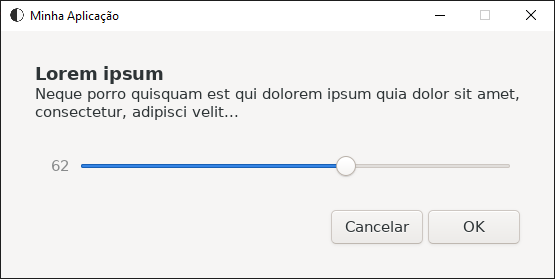 Minha Aplicação
Lorem ipsum
Neque porro quisquam est qui dolorem ipsum quia dolor sit amet,
consectetur, adipisci velit...
62
Cancelar OK